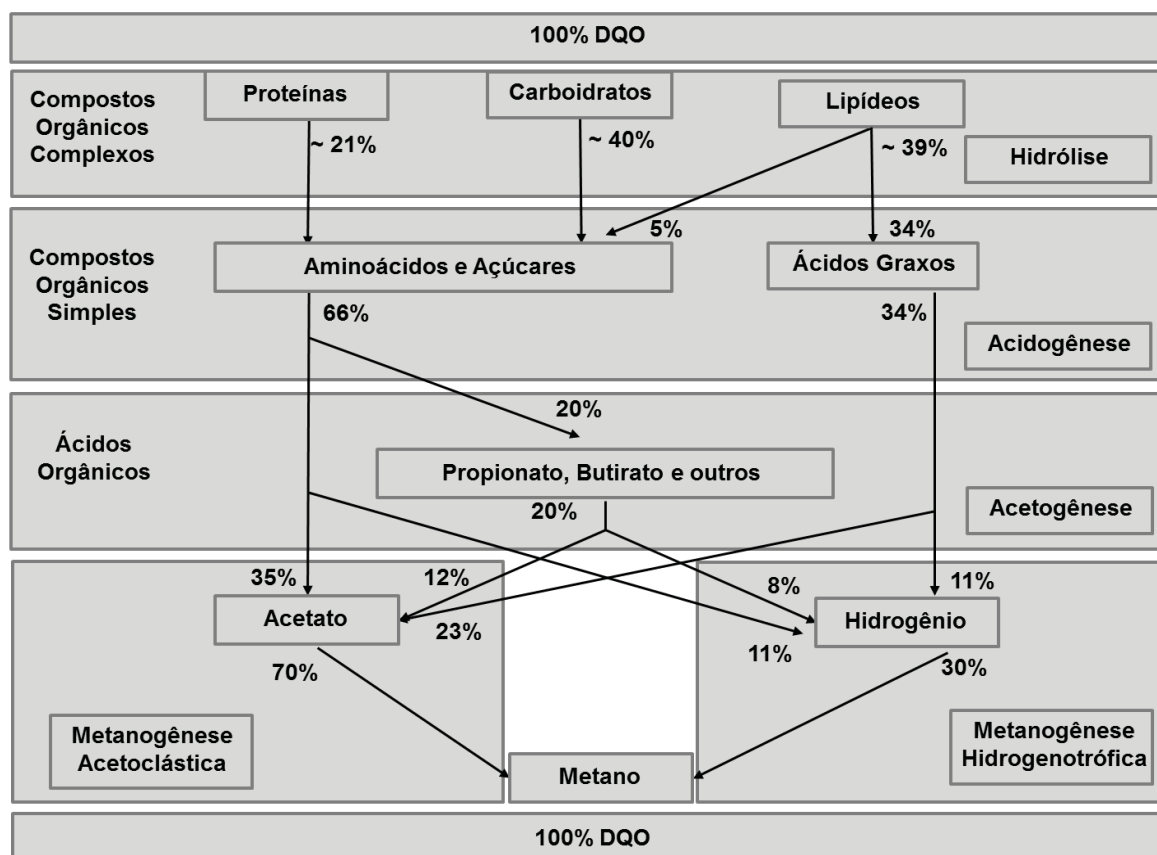 100% DQO
Compostos
Orgânicos
Complexos
Proteínas
Carboidratos
Lipídeos
~ 21%
~ 40%
~ 39%
Hidrólise
Compostos
Orgânicos
Simples
5%
34%
Aminoácidos e Açúcares
Ácidos Graxos
66%
34%
Acidogênese
Ácidos
Orgânicos
20%
Propionato, Butirato e outros
20%
Acetogênese
35%
12%
8%
11%
Acetato
23%
Hidrogênio
11%
70%
30%
Metanogênese
Acetoclástica
Metano
Metanogênese
Hidrogenotrófica
100% DQO